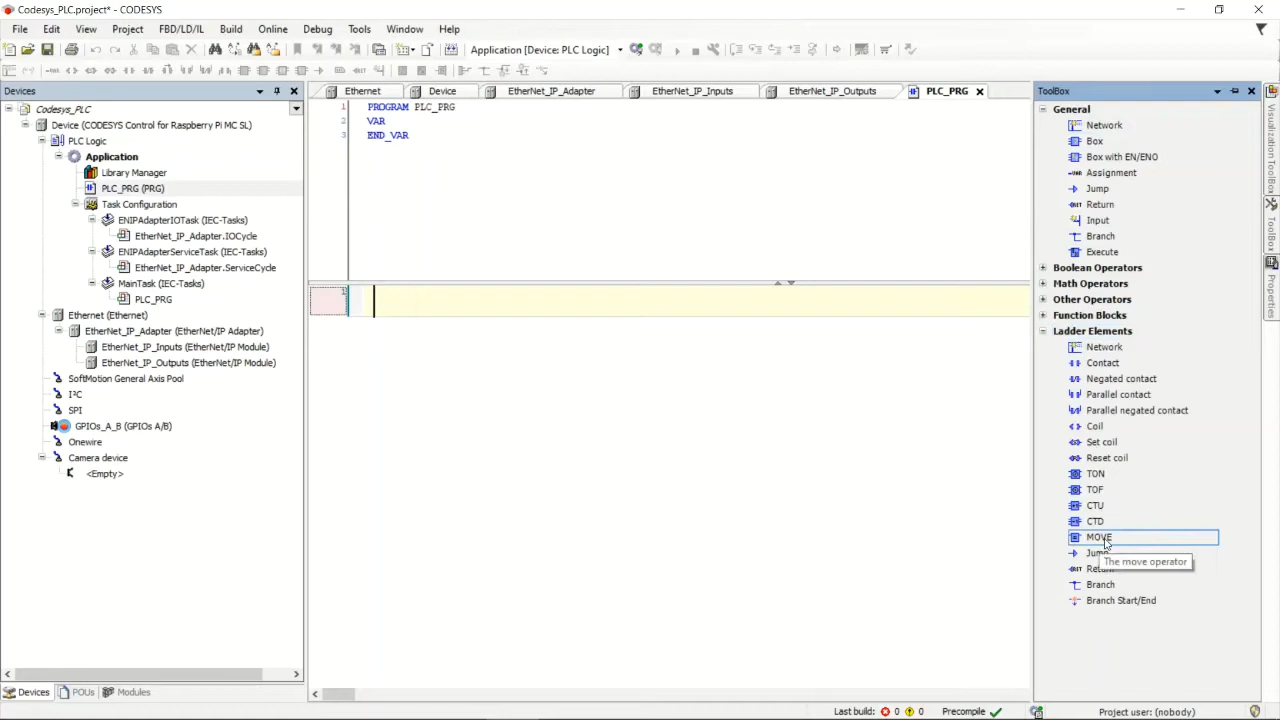 Codesys_PLC.project* - CODESYS
File Edit View Project FBD/LD/IL Build Online Debug Tools Window Help
Application [Device: PLC Logic]
Devices
Codesys_PLC
Device (CODESYS Control for Raspberry Pi MC SL)
PLC Logic
Application
Library Manager
PLC_PRG (PRG)
Task Configuration
ENIPAdapterIOTask (IEC-Tasks)
EtherNet_IP_Adapter.IOCycle
ENIPAdapterServiceTask (IEC-Tasks)
EtherNet_IP_Adapter.ServiceCycle
MainTask (IEC-Tasks)
PLC_PRG
Ethernet (Ethernet)
EtherNet_IP_Adapter (EtherNet/IP Adapter)
EtherNet_IP_Inputs (EtherNet/IP Module)
EtherNet_IP_Outputs (EtherNet/IP Module)
SoftMotion General Axis Pool
I²C
SPI
GPIOs_A_B (GPIOs A/B)
Onewire
Camera device
<Empty>
Devices POUs Modules
Ethernet Device EtherNet_IP_Adapter EtherNet_IP_Inputs EtherNet_IP_Outputs PLC_PRG
1 PROGRAM PLC_PRG
2 VAR
3 END_VAR
1
ToolBox
General
Network
Box
Box with EN/ENO
Assignment
Jump
Return
Input
Branch
Execute
Boolean Operators
Math Operators
Other Operators
Function Blocks
Ladder Elements
Network
Contact
Negated contact
Parallel contact
Parallel negated contact
Coil
Set coil
Reset coil
TON
TOF
CTU
CTD
MOVE
Jump
The move operator
Return
Branch
Branch Start/End
Visualization ToolBox
ToolBox
Properties
Last build: 0 0 Precompile Project user: (nobody)